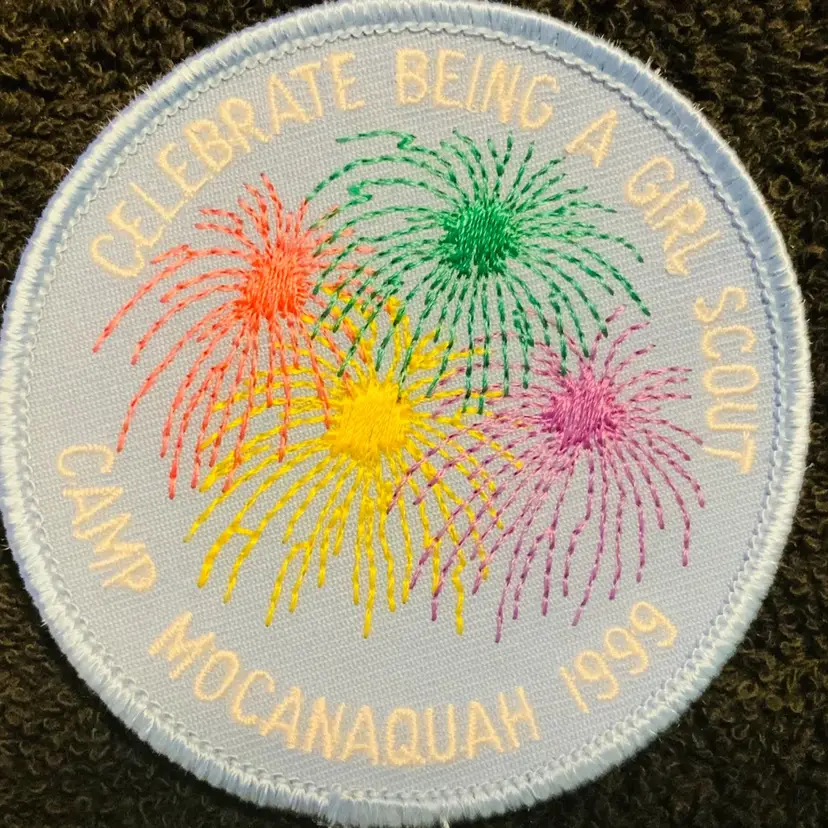 CELEBRATE BEING A GIRL SCOUT
CAMP MOCANAQUAH 1999